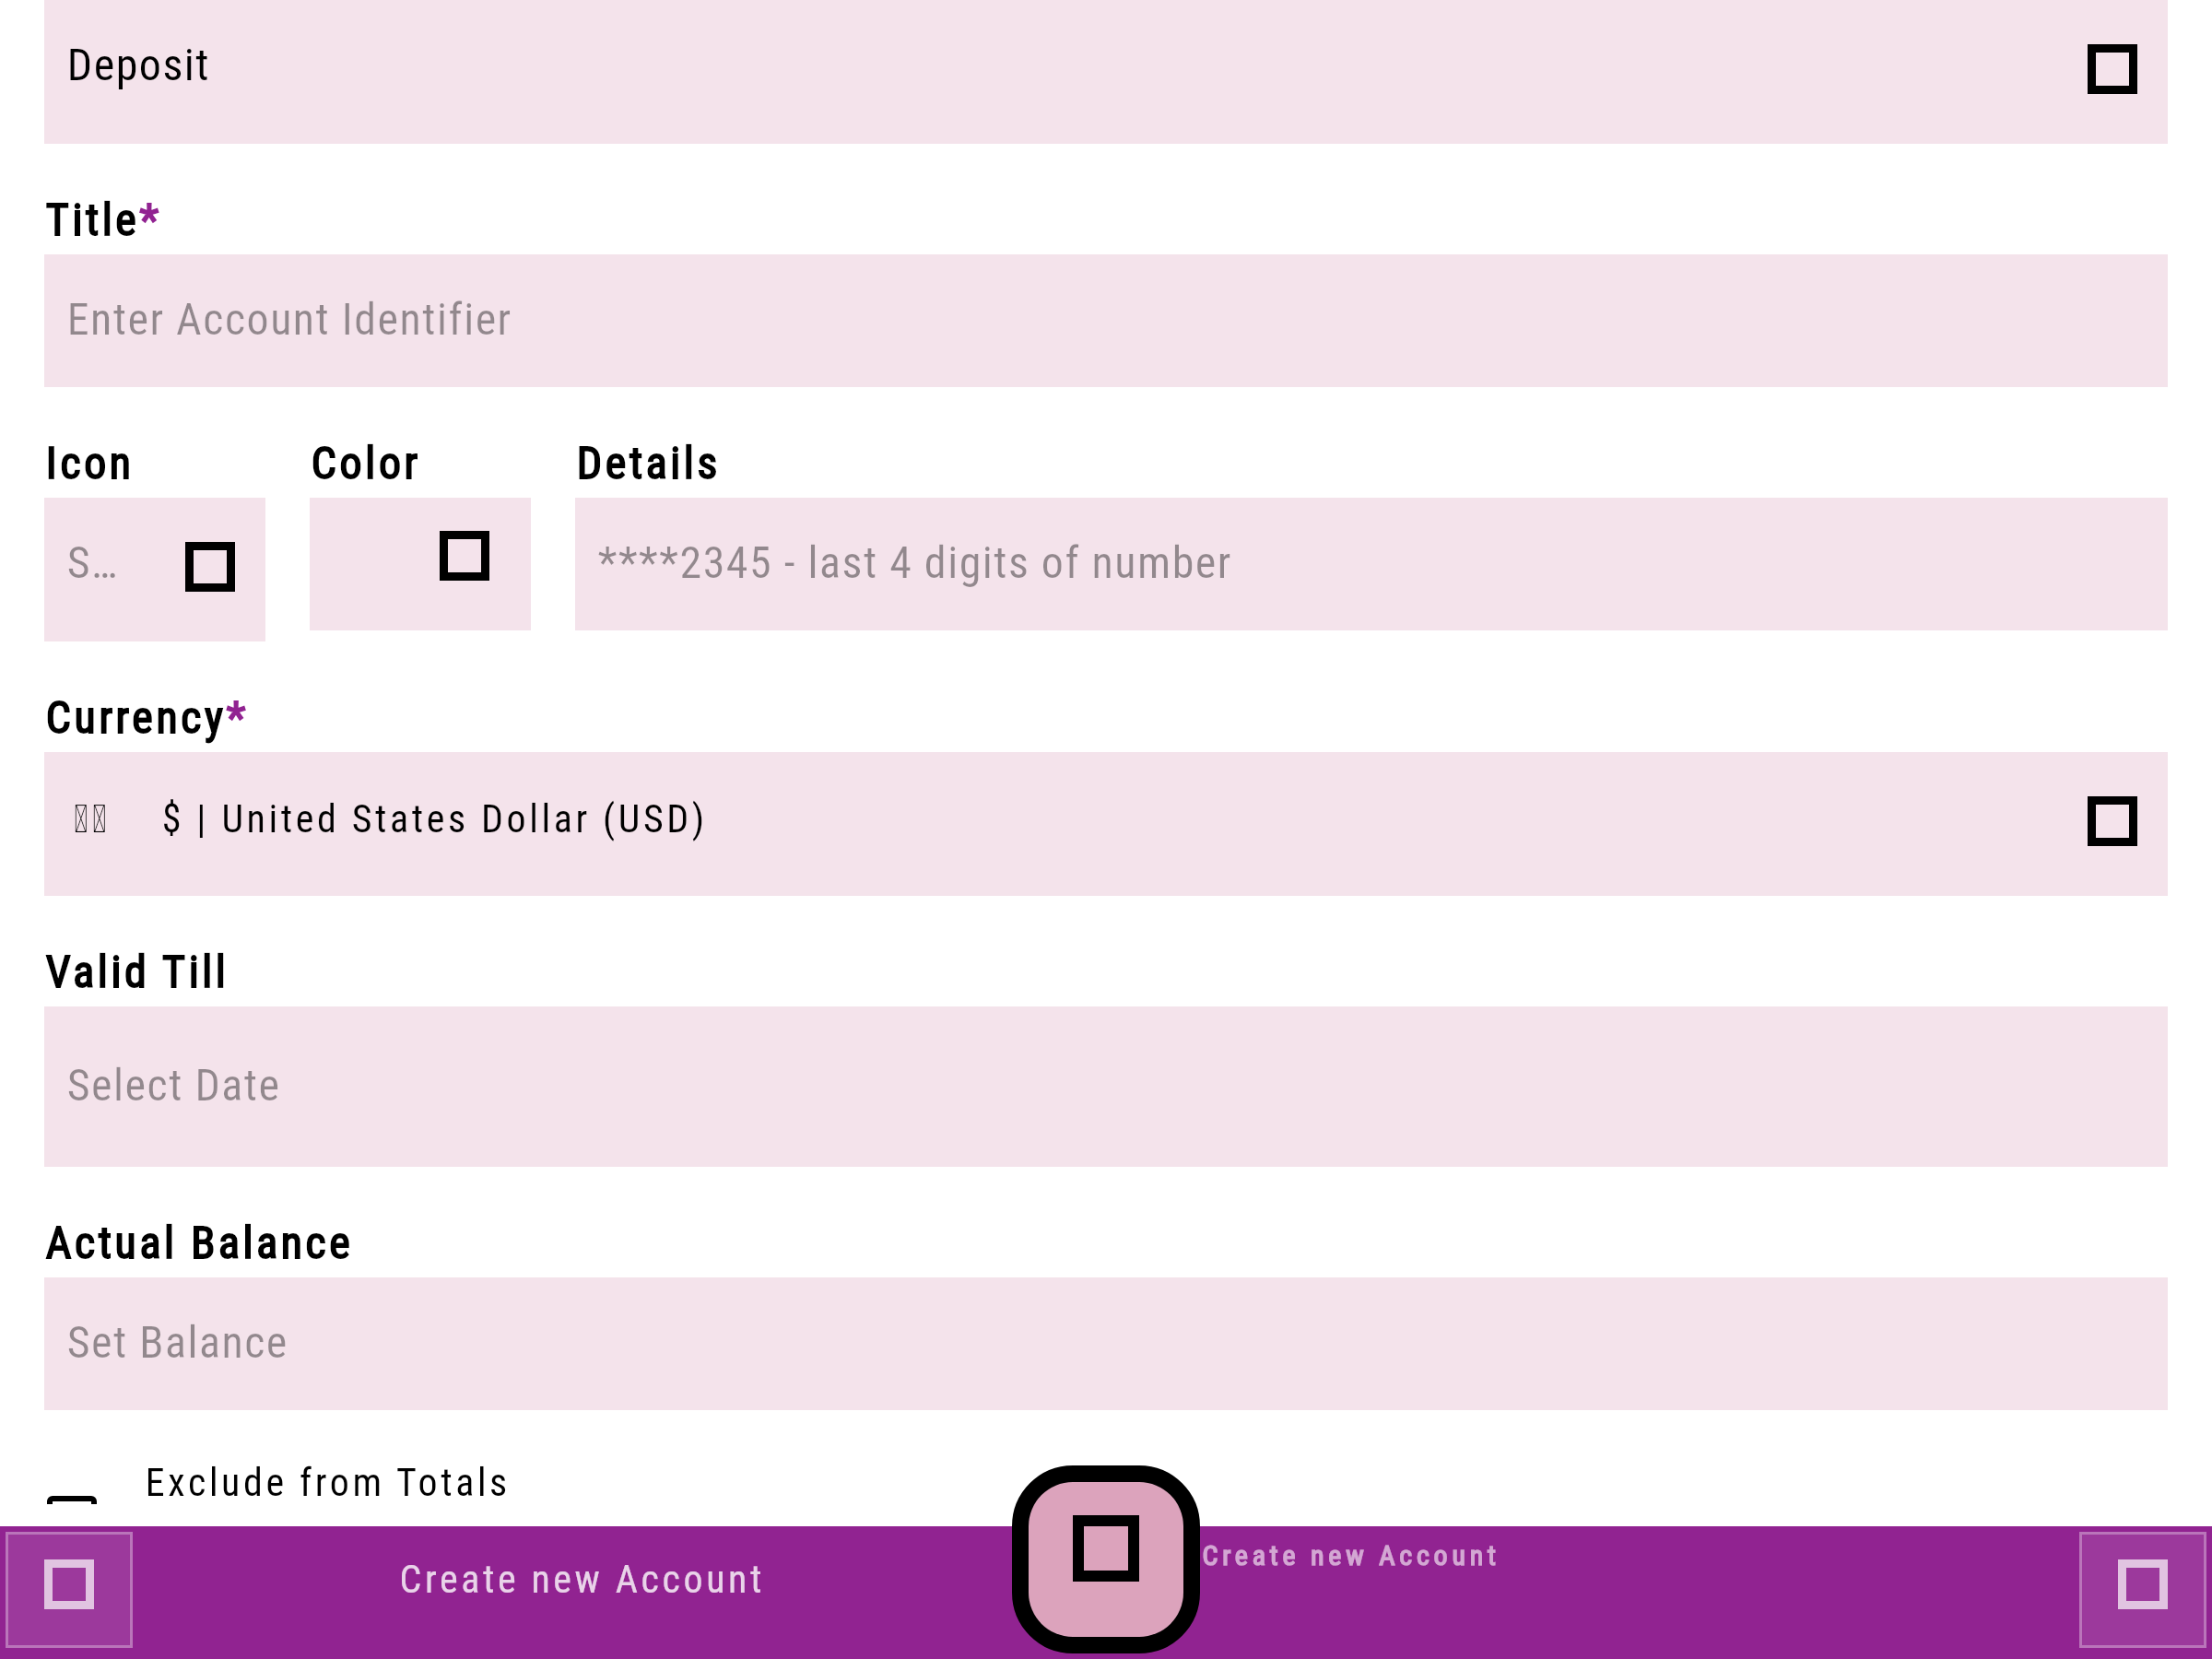 Deposit
Title*
Enter Account Identifier
Icon Color Details
S… ****2345 - last 4 digits of number
Currency*
$ | United States Dollar (USD)
Valid Till
Select Date
Actual Balance
Set Balance
Exclude from Totals
Create new Account
Create new Account